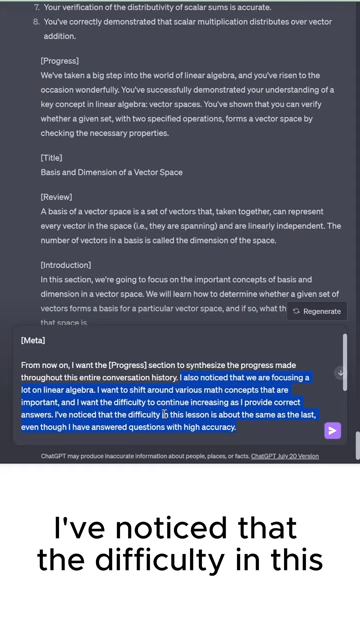 7. Your verification of the distributivity of scalar sums is accurate.
8. You've correctly demonstrated that scalar multiplication distributes over vector
addition.
[Progress]
We've taken a big step into the world of linear algebra, and you've risen to the
occasion wonderfully. You've successfully demonstrated your understanding of a
key concept in linear algebra: vector spaces. You've shown that you can verify
whether a given set, with two specified operations, forms a vector space by
checking the necessary properties.
[Title]
Basis and Dimension of a Vector Space
[Review]
A basis of a vector space is a set of vectors that, taken together, can represent
every vector in the space (i.e., they are spanning) and are linearly independent. The
number of vectors in a basis is called the dimension of the space.
[Introduction]
In this section, we're going to focus on the important concepts of basis and
dimension in a vector space. We will learn how to determine whether a given set of
vectors forms a basis for a particular vector space, and if so, what the
that space is.
Regenerate
[Meta]
From now on, I want the [Progress] section to synthesize the progress made
throughout this entire conversation history. I also noticed that we are focusing a
lot on linear algebra. I want to shift around various math concepts that are
important, and I want the difficulty to continue increasing as I provide correct
answers. I've noticed that the difficulty in this lesson is about the same as the last,
even though I have answered questions with high accuracy.
ChatGPT may produce inaccurate information about people, places, or facts. ChatGPT July 20 Version
I've noticed that
the difficulty in this